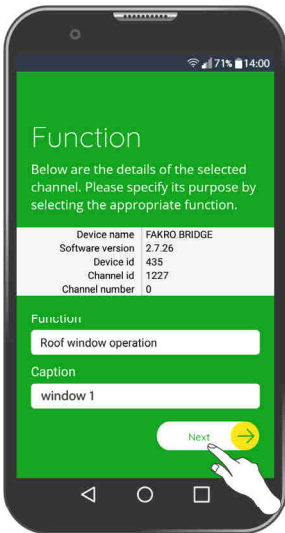 71% 14:00
Function
Below are the details of the selected
channel. Please specify its purpose by
selecting the appropriate function.
Device name FAKRO BRIDGE
Software version 2.7.26
Device id 435
Channel id 1227
Channel number 0
Function
Roof window operation
Caption
window 1
Next